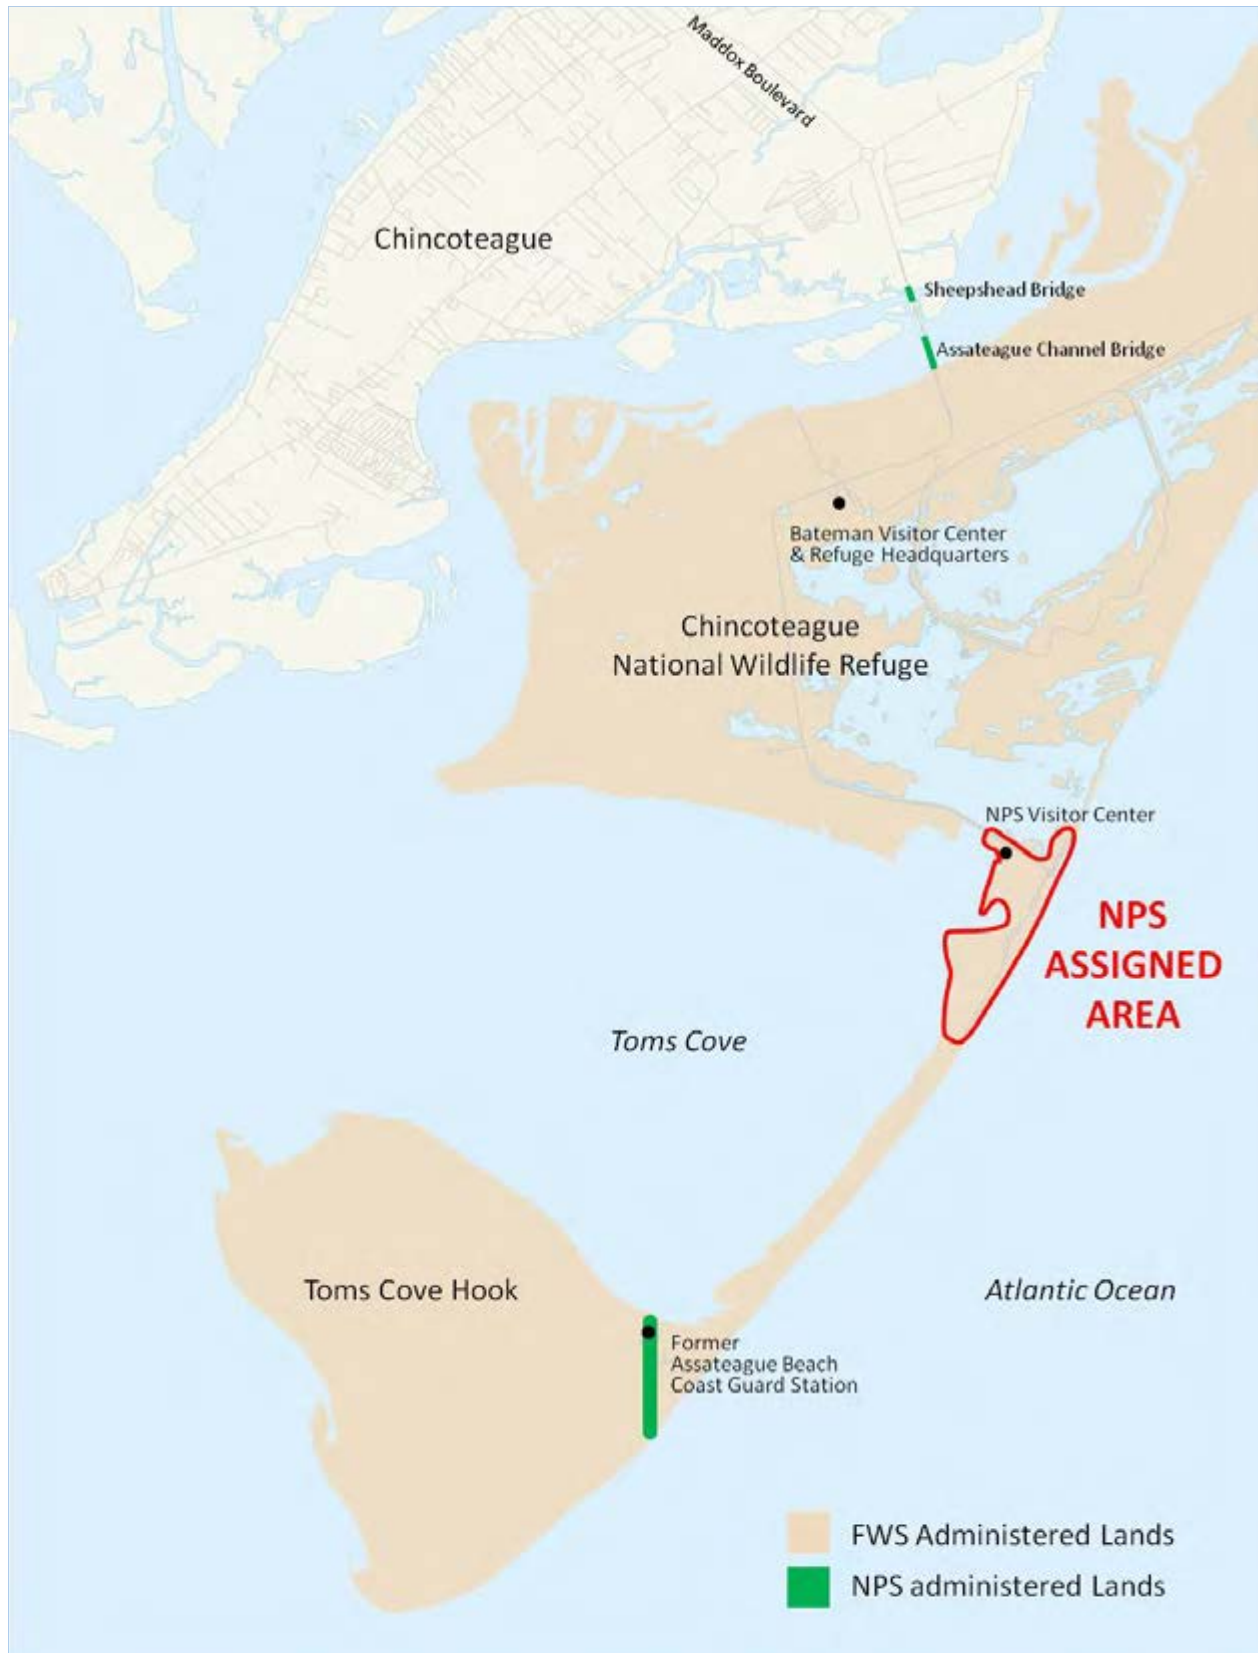 Maddox Boulevard
Chincoteague
Sheepshead Bridge
Assateague Channel Bridge
Bateman Visitor Center
& Refuge Headquarters
Chincoteague
National Wildlife Refuge
NPS Visitor Center
NPS
ASSIGNED
AREA
Toms Cove
Toms Cove Hook
Atlantic Ocean
Former
Assateague Beach
Coast Guard Station
FWS Administered Lands
NPS administered Lands